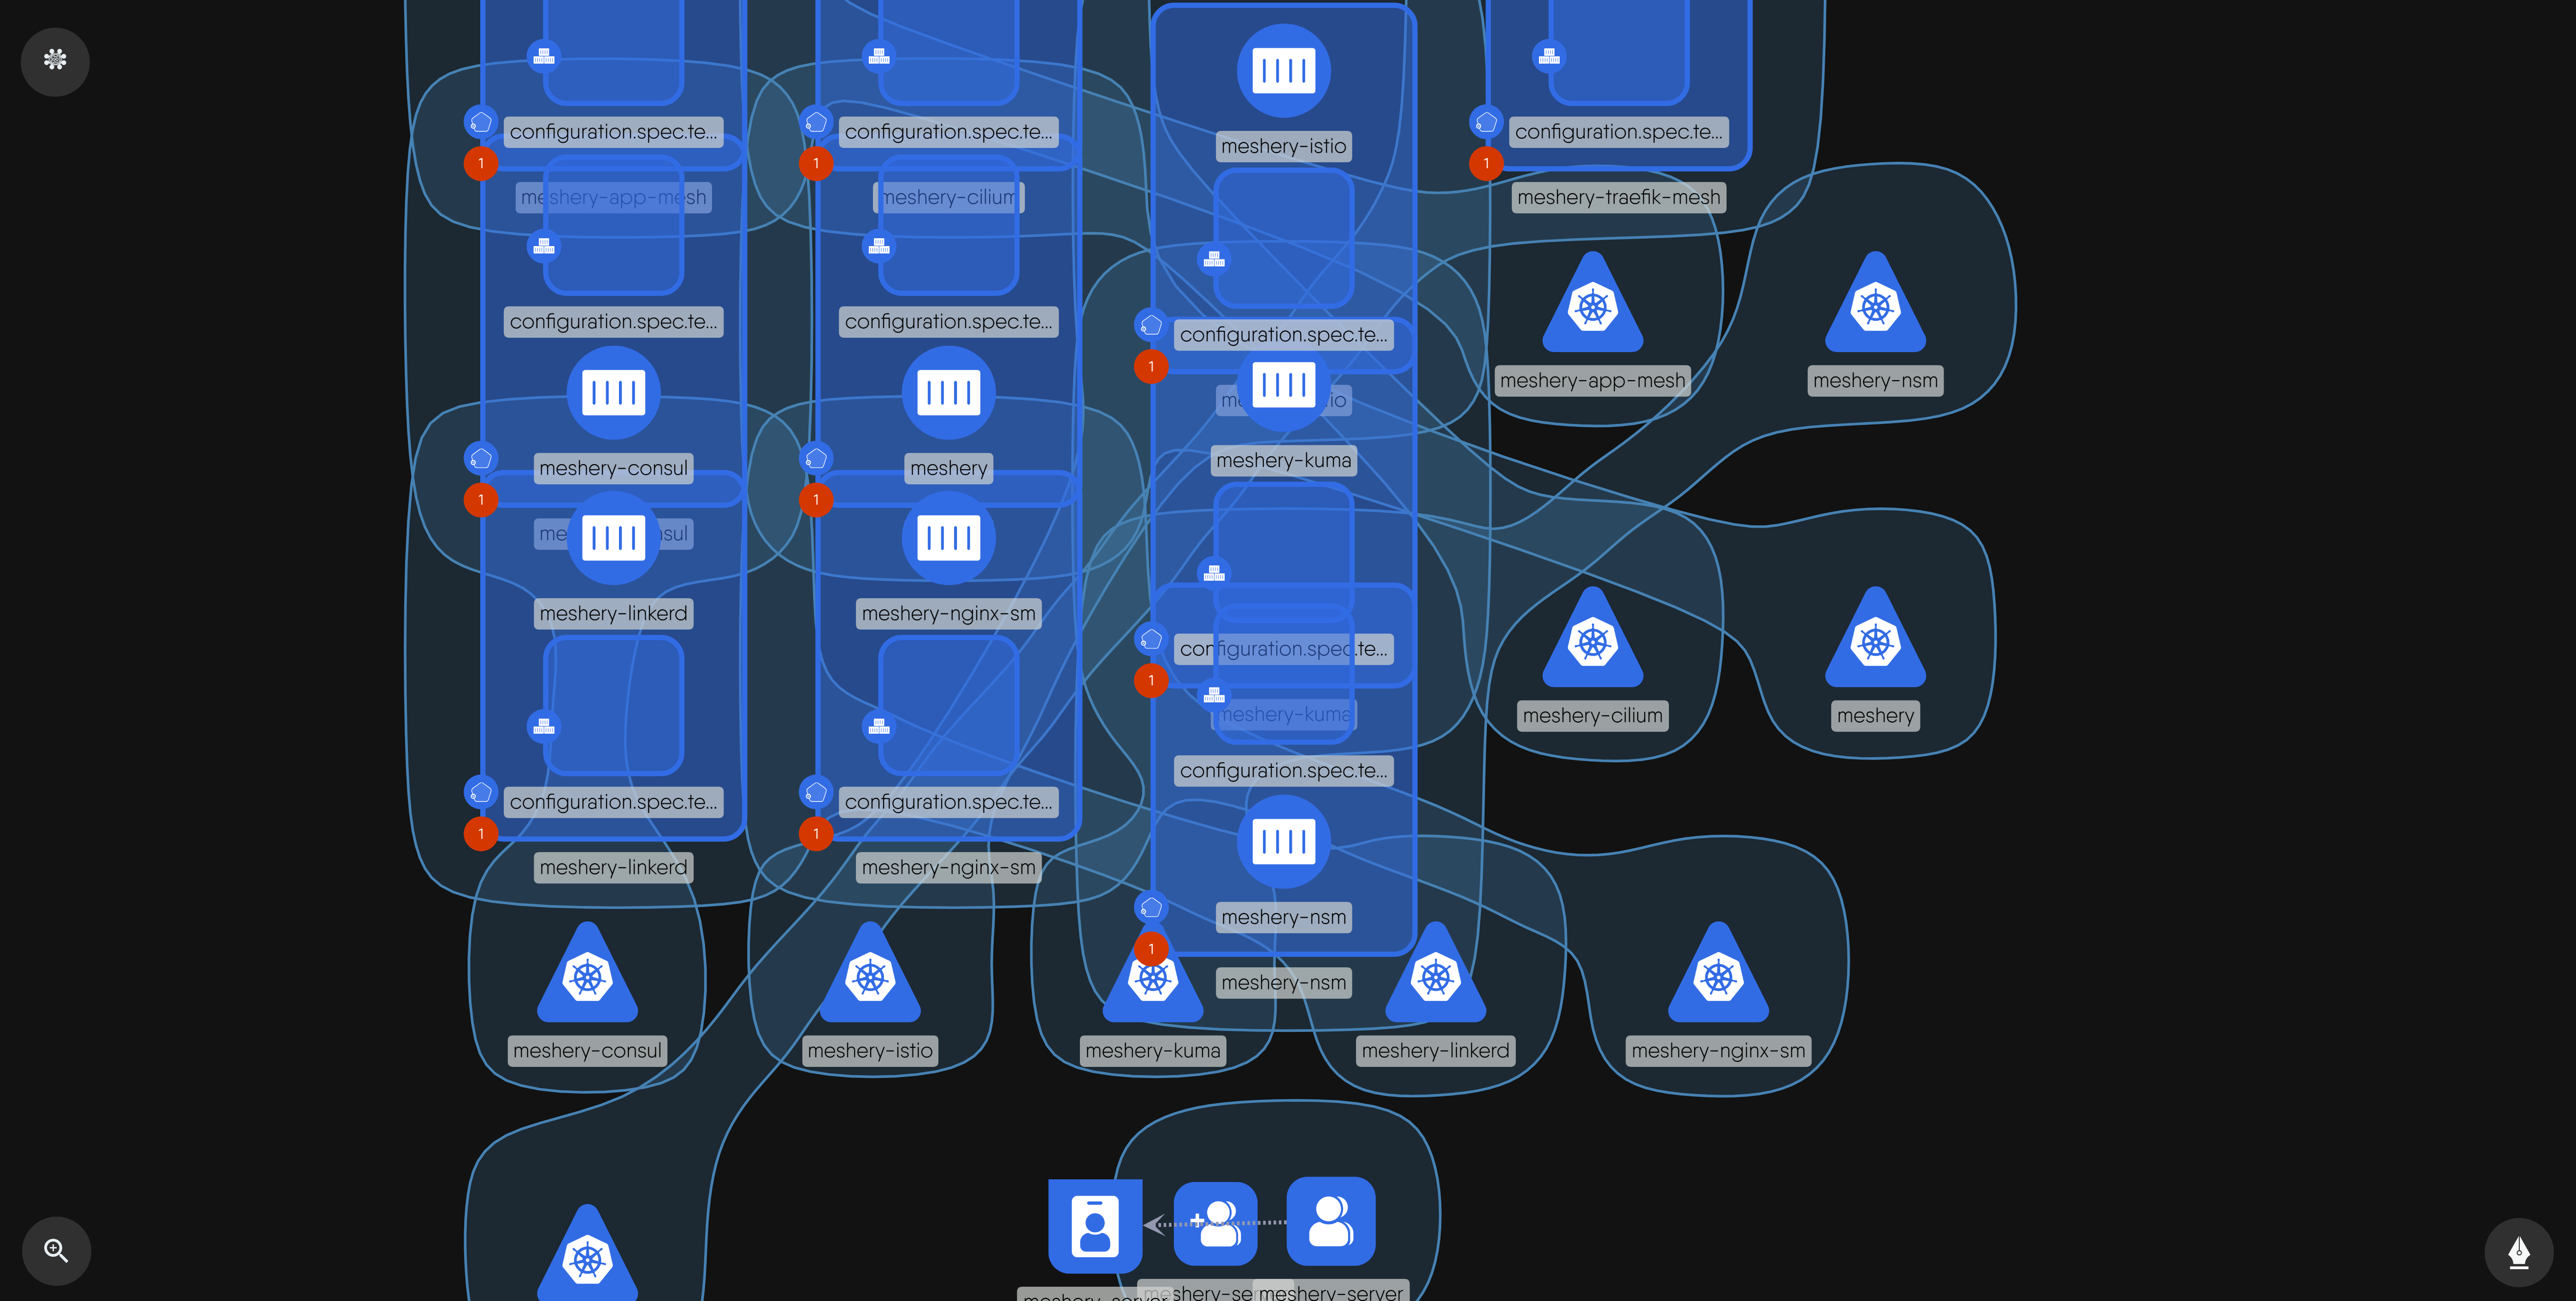 configuration.spec.te...
configuration.spec.te...
meshery-istio
configuration.spec.te...
1
1
1
meshery-app-mesh
meshery-cilium
meshery-traefik-mesh
configuration.spec.te...
configuration.spec.te...
configuration.spec.te...
1
meshery-app-mesh
meshery-nsm
me
io
meshery-consul
meshery
meshery-kuma
1
1
me
sul
meshery-linkerd
meshery-nginx-sm
configuration.spec.te...
1
meshery-kuma
meshery-cilium
meshery
configuration.spec.te...
configuration.spec.te...
configuration.spec.te...
1
1
meshery-linkerd
meshery-nginx-sm
meshery-nsm
1
meshery-nsm
meshery-consul
meshery-istio
meshery-kuma
meshery-linkerd
meshery-nginx-sm
meshery-server
meshery-ser
meshery-server